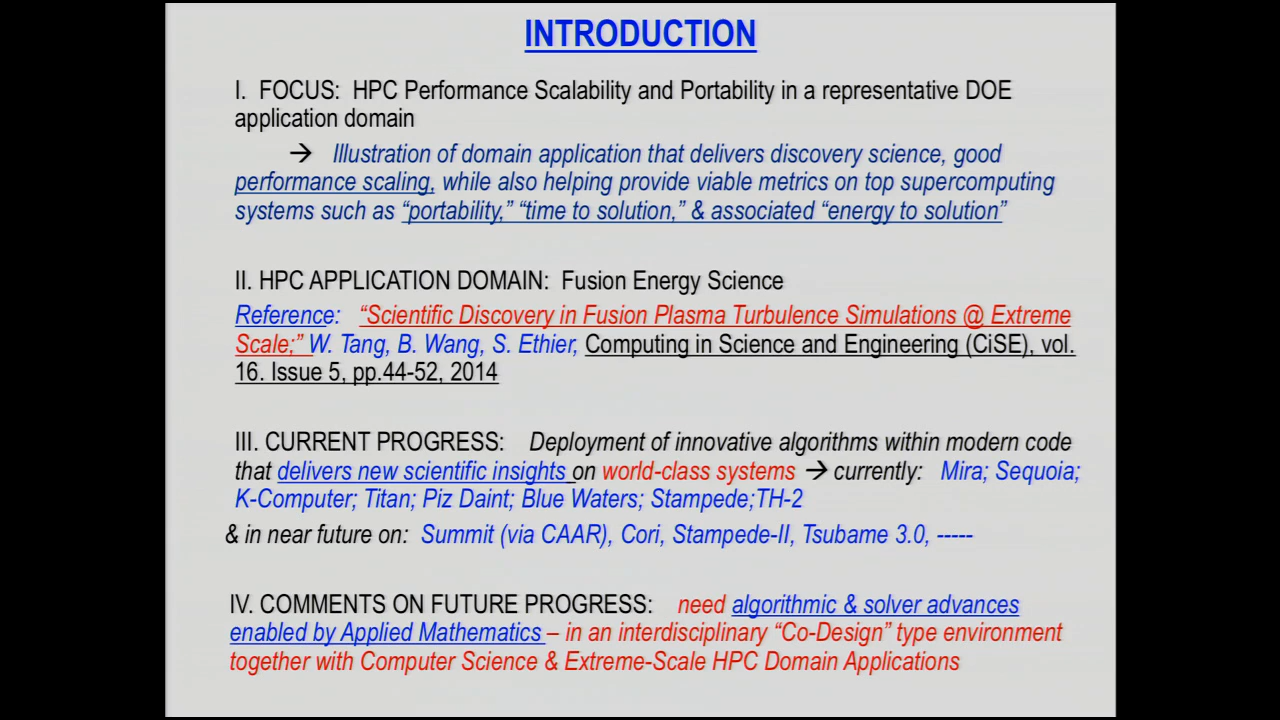 INTRODUCTION
I. FOCUS: HPC Performance Scalability and Portability in a representative DOE
application domain
→ Illustration of domain application that delivers discovery science, good
performance scaling, while also helping provide viable metrics on top supercomputing
systems such as “portability,” “time to solution,” & associated “energy to solution”
II. HPC APPLICATION DOMAIN: Fusion Energy Science
Reference: “Scientific Discovery in Fusion Plasma Turbulence Simulations @ Extreme
Scale;” W. Tang, B. Wang, S. Ethier, Computing in Science and Engineering (CiSE), vol.
16. Issue 5, pp.44-52, 2014
III. CURRENT PROGRESS: Deployment of innovative algorithms within modern code
that delivers new scientific insights on world-class systems → currently: Mira; Sequoia;
K-Computer; Titan; Piz Daint; Blue Waters; Stampede;TH-2
& in near future on: Summit (via CAAR), Cori, Stampede-II, Tsubame 3.0, -----
IV. COMMENTS ON FUTURE PROGRESS: need algorithmic & solver advances
enabled by Applied Mathematics – in an interdisciplinary “Co-Design” type environment
together with Computer Science & Extreme-Scale HPC Domain Applications